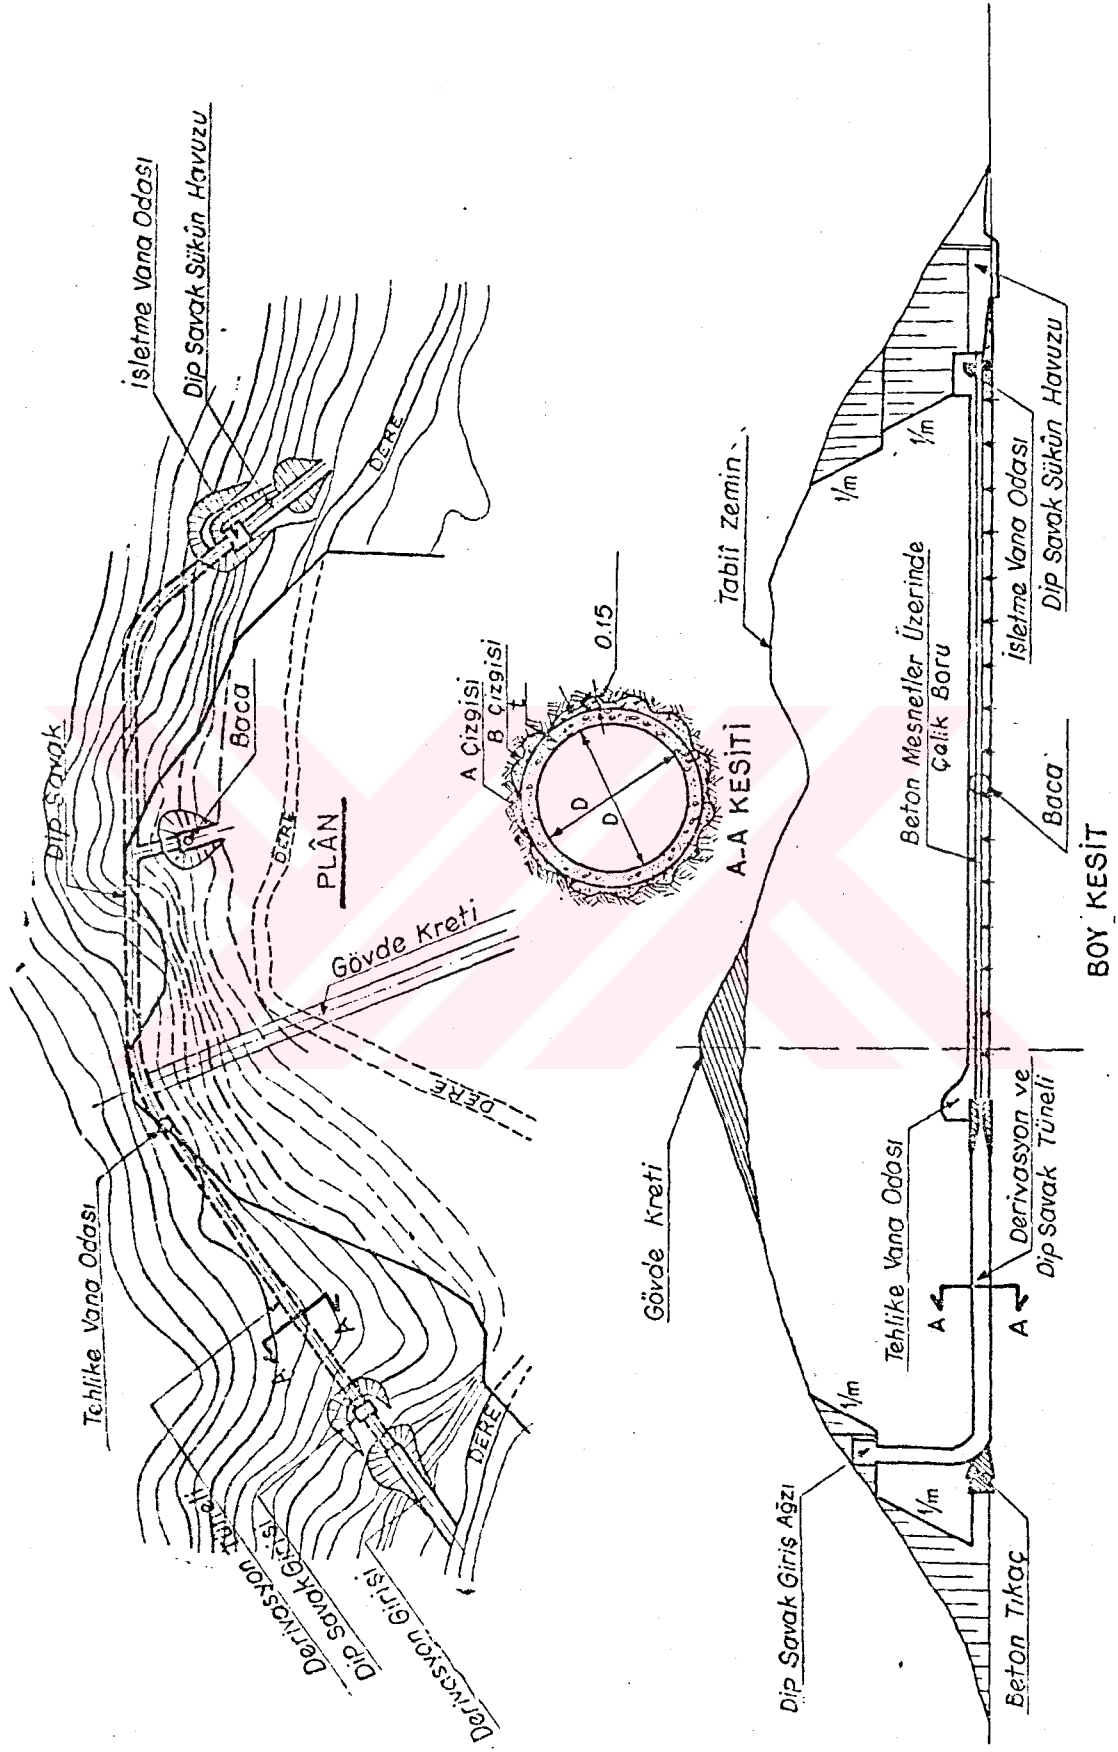 Derivasyon
Tüneli
Dip Savak Girişi
Derivasyon Girişi
Tehlike Vana Odası
Dip Savak
İşletme Vana Odası
Dip Savak Sükûn Havuzu
A
A
DERE
DERE
DERE
DERE
Gövde Kreti
Baca
PLÂN
A Çizgisi
B Çizgisi
t
0.15
D
D
A-A KESİTİ
Gövde Kreti
Tabiî Zemin
Dip Savak Giriş Ağzı
1/m
1/m
1/m
1/m
Tehlike Vana Odası
Beton Mesnetler Üzerinde
Çelik Boru
A
A
Beton Tıkaç
Derivasyon ve
Dip Savak Tüneli
Baca
İşletme Vana Odası
Dip Savak Sükûn Havuzu
BOY KESİT